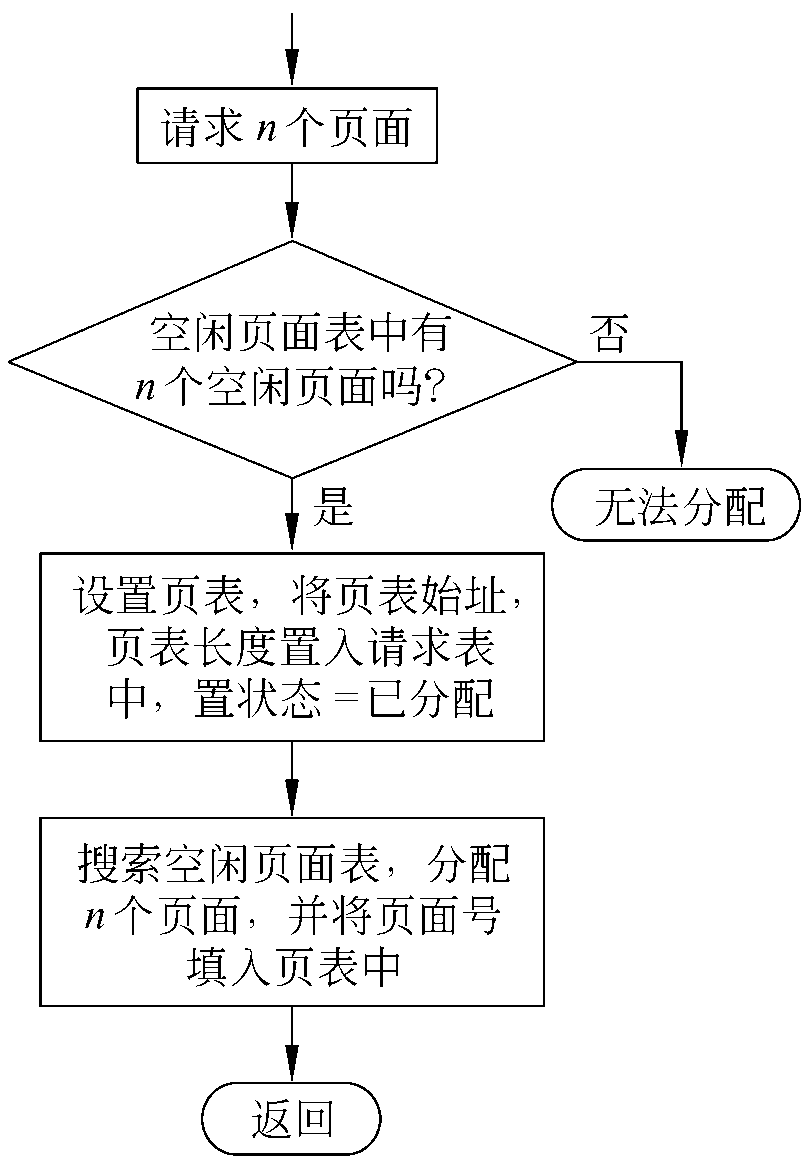 请求 n 个页面
空闲页面表中有
n 个空闲页面吗?
否
是
无法分配
设置页表，将页表始址，
页表长度置入请求表
中，置状态 = 已分配
搜索空闲页面表，分配
n 个页面，并将页面号
填入页表中
返回